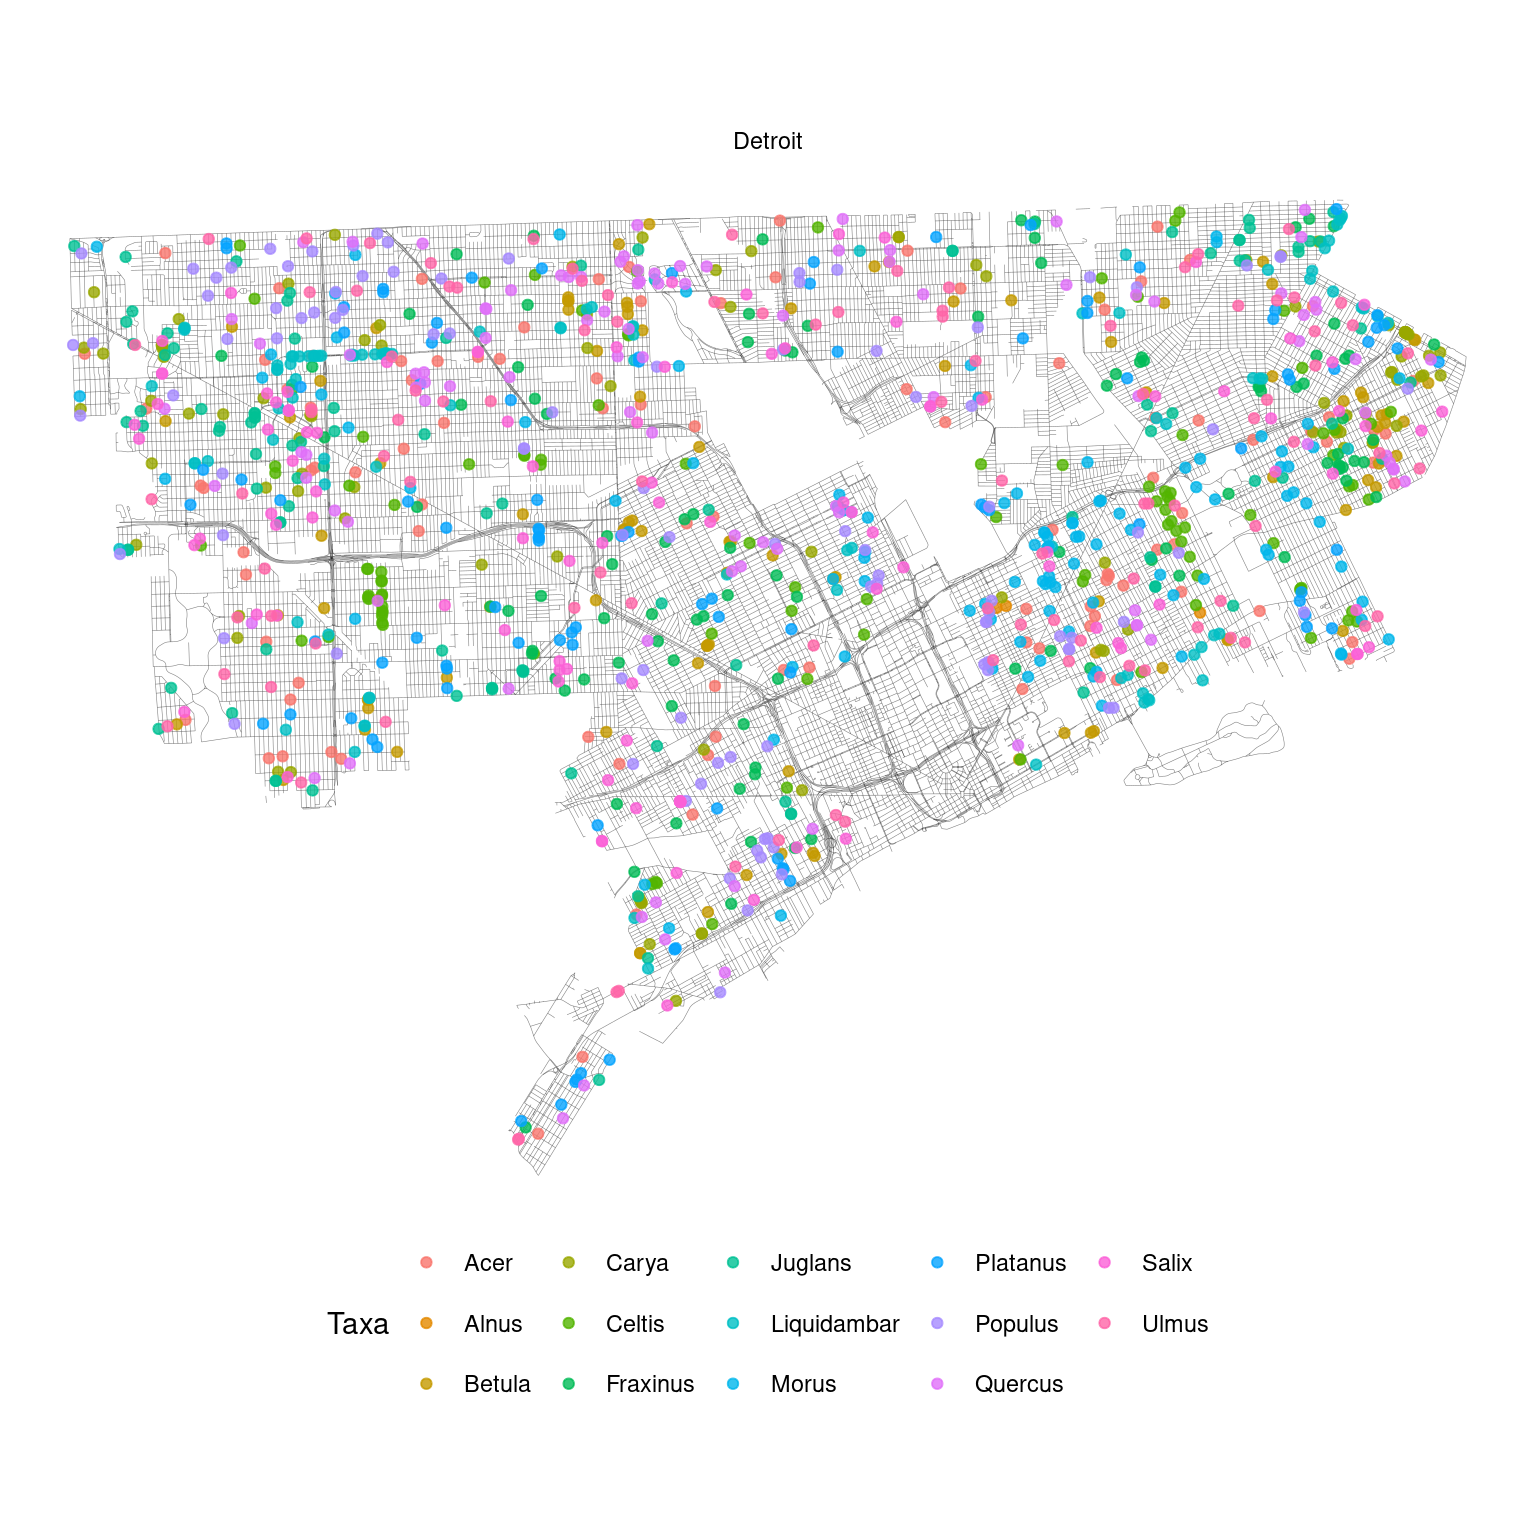 Detroit
Acer Carya Juglans Platanus Salix
Taxa Alnus Celtis Liquidambar Populus Ulmus
Betula Fraxinus Morus Quercus